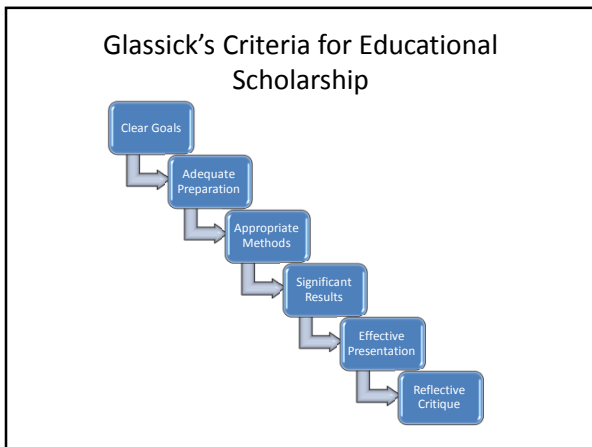 Glassick’s Criteria for Educational
Scholarship
Clear Goals
Adequate
Preparation
Appropriate
Methods
Significant
Results
Effective
Presentation
Reflective
Critique